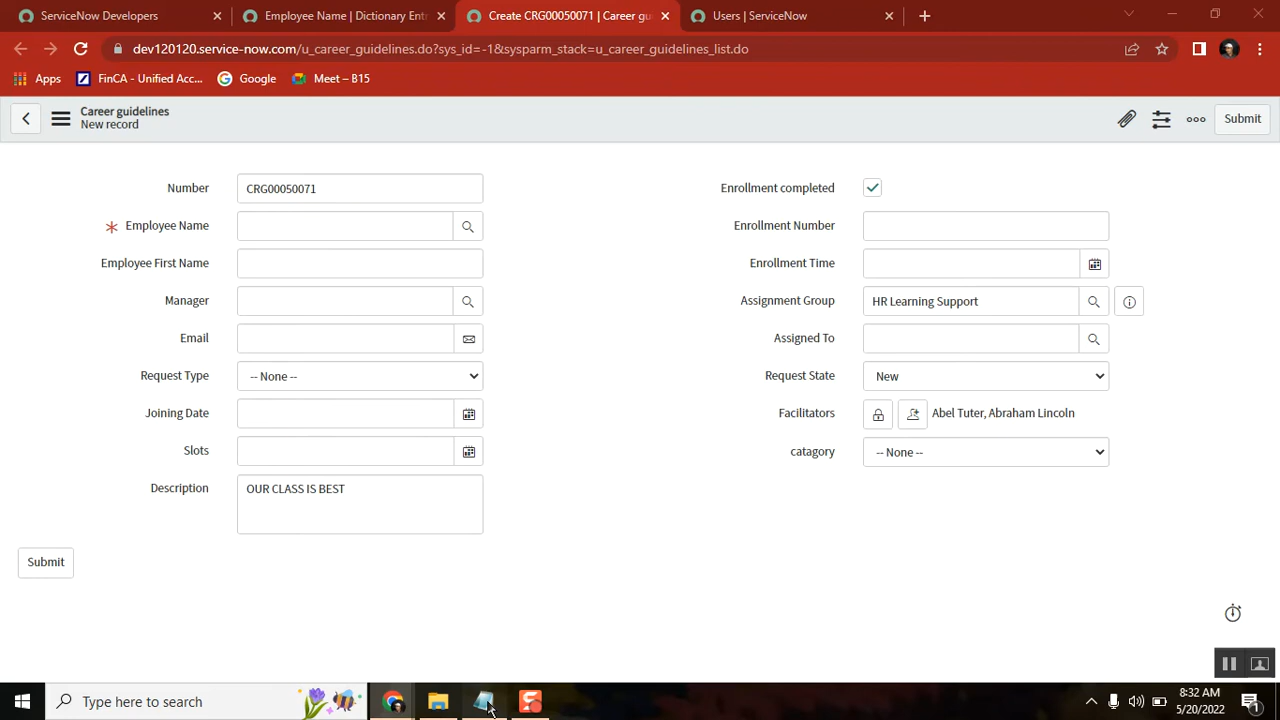 ServiceNow Developers
Employee Name | Dictionary Entr
Create CRG00050071 | Career gu
Users | ServiceNow
dev120120.service-now.com/u_career_guidelines.do?sys_id=-1&sysparm_stack=u_career_guidelines_list.do
Apps
FinCA - Unified Acc...
Google
Meet – B15
Career guidelines
New record
Submit
Number
CRG00050071
Enrollment completed
Employee Name
Enrollment Number
Employee First Name
Enrollment Time
Manager
Assignment Group
HR Learning Support
Email
Assigned To
Request Type
-- None --
Request State
New
Joining Date
Facilitators
Abel Tuter, Abraham Lincoln
Slots
catagory
-- None --
Description
OUR CLASS IS BEST
Submit
Type here to search
8:32 AM
5/20/2022
1